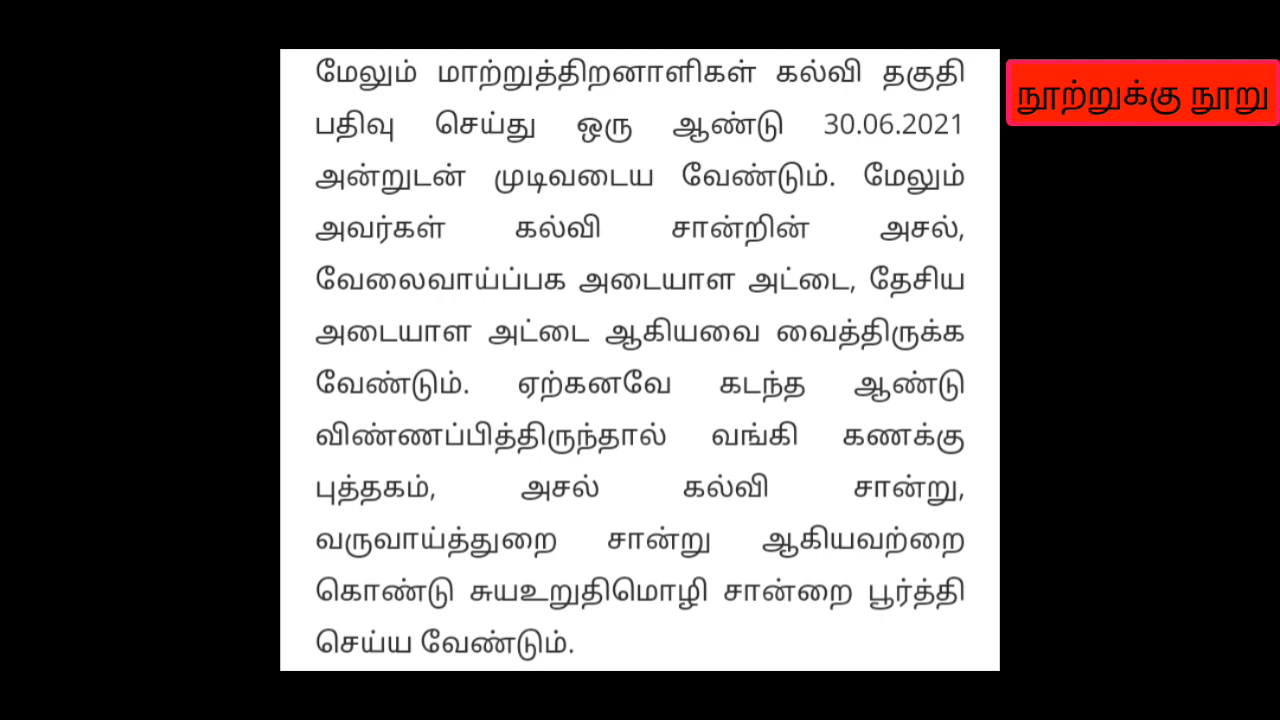 மேலும் மாற்றுத்திறனாளிகள் கல்வி தகுதி
பதிவு செய்து ஒரு ஆண்டு 30.06.2021
அன்றுடன் முடிவடைய வேண்டும். மேலும்
அவர்கள் கல்வி சான்றின் அசல்,
வேலைவாய்ப்பக அடையாள அட்டை, தேசிய
அடையாள அட்டை ஆகியவை வைத்திருக்க
வேண்டும். ஏற்கனவே கடந்த ஆண்டு
விண்ணப்பித்திருந்தால் வங்கி கணக்கு
புத்தகம், அசல் கல்வி சான்று,
வருவாய்த்துறை சான்று ஆகியவற்றை
கொண்டு சுயஉறுதிமொழி சான்றை பூர்த்தி
செய்ய வேண்டும்.
நூற்றுக்கு நூறு